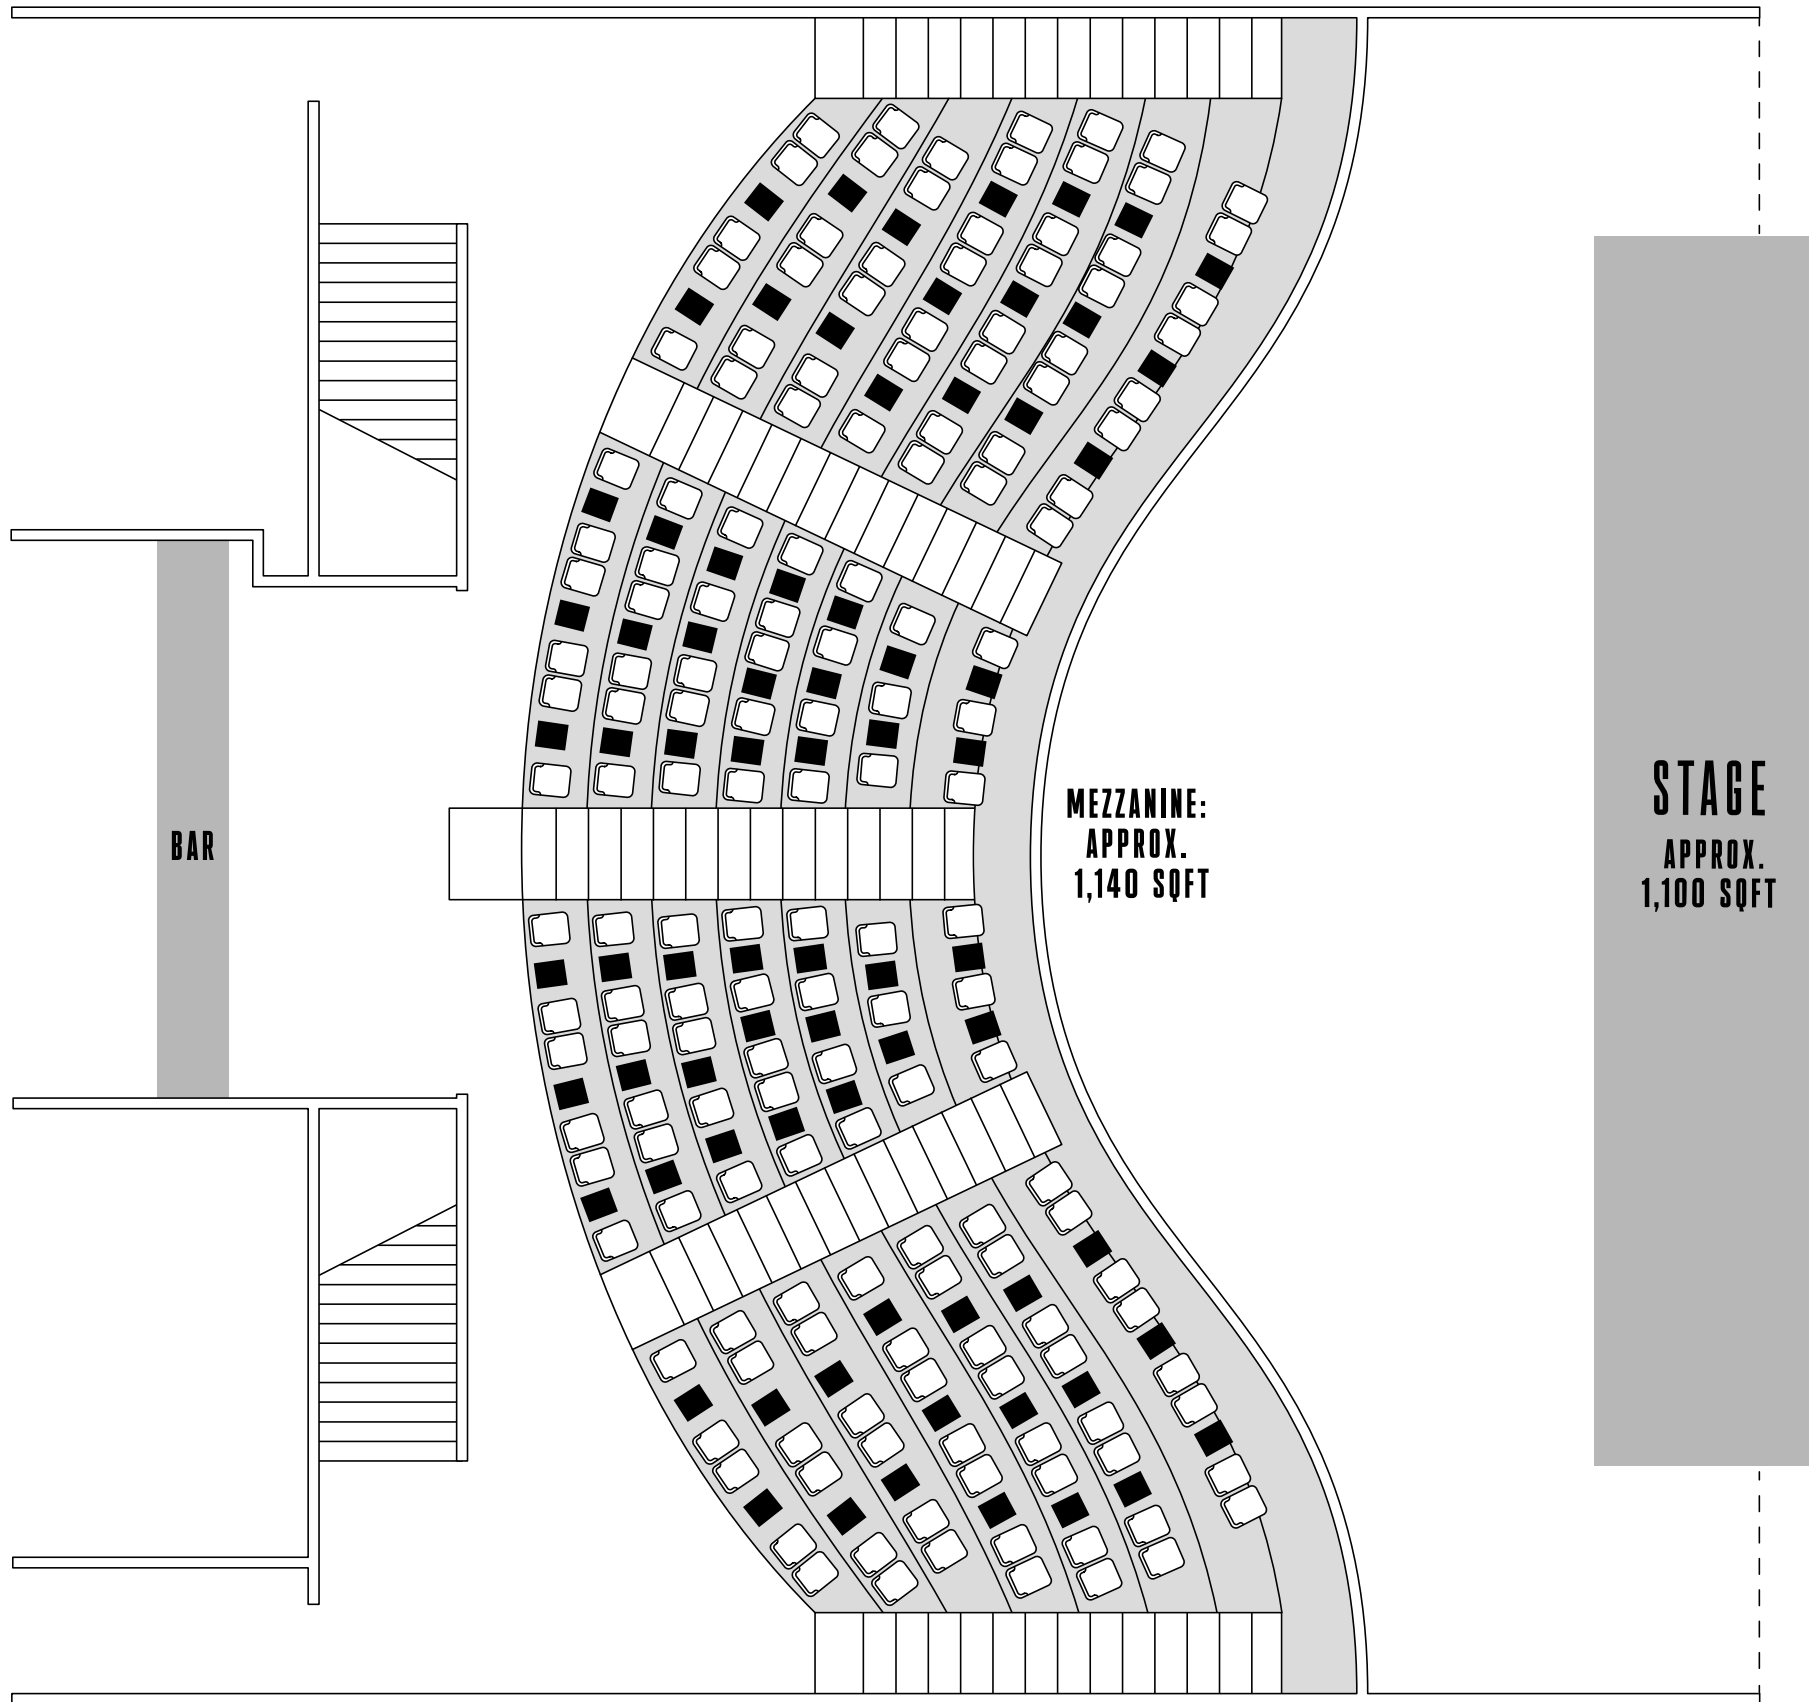 BAR
MEZZANINE:
APPROX.
1,140 SQFT
STAGE
APPROX.
1,100 SQFT